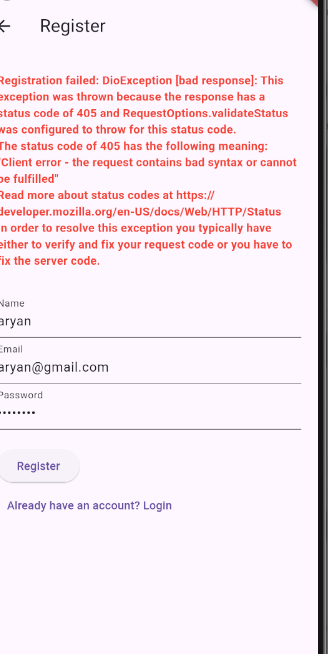 Register
Registration failed: DioException [bad response]: This
exception was thrown because the response has a
status code of 405 and RequestOptions.validateStatus
was configured to throw for this status code.
The status code of 405 has the following meaning:
"Client error - the request contains bad syntax or cannot
be fulfilled"
Read more about status codes at https://
developer.mozilla.org/en-US/docs/Web/HTTP/Status
In order to resolve this exception you typically have
either to verify and fix your request code or you have to
fix the server code.
Name
aryan
Email
aryan@gmail.com
Password
••••••••
Register
Already have an account? Login